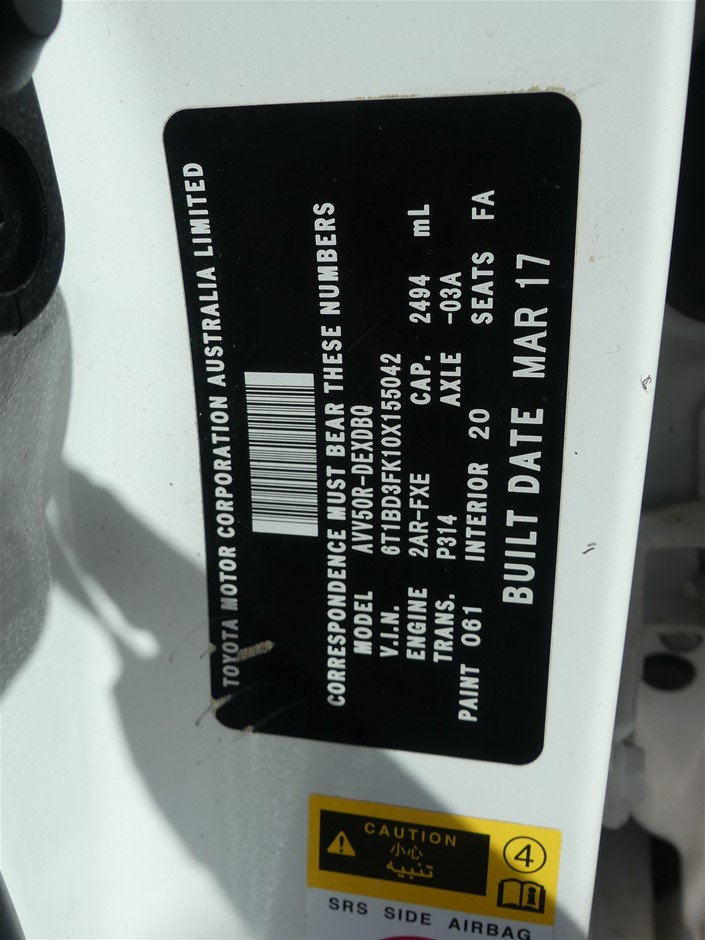 TOYOTA MOTOR CORPORATION AUSTRALIA LIMITED
CORRESPONDENCE MUST BEAR THESE NUMBERS
MODEL AVV50R-DEXDBQ
V.I.N. 6T1BD3FK10X155042
ENGINE 2AR-FXE CAP. 2494 mL
TRANS. P314 AXLE -03A
PAINT 061 INTERIOR 20 SEATS FA
BUILT DATE MAR 17
CAUTION
小心
تنبيه
4
SRS SIDE AIRBAG